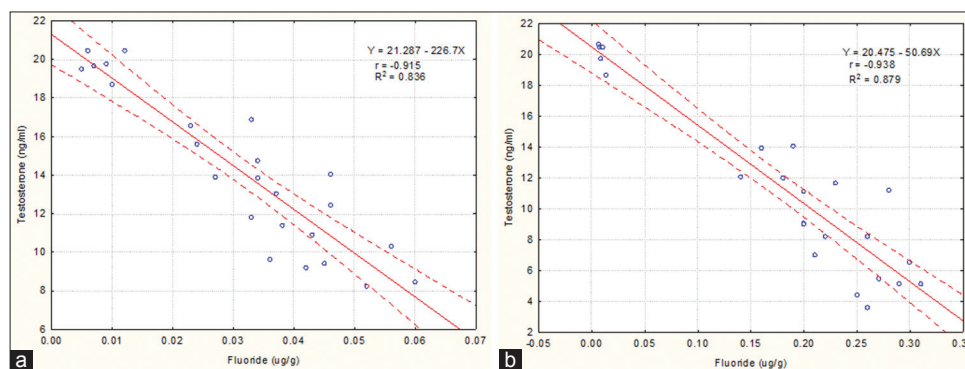 22
20
18
16
14
12
10
8
6
Testosterone (ng/ml)
Y = 21.287 - 226.7X
r = -0.915
R² = 0.836
0.00 0.01 0.02 0.03 0.04 0.05 0.06 0.07
Fluoride (ug/g)
a
22
20
18
16
14
12
10
8
6
4
2
Testosterone (ng/ml)
Y = 20.475 - 50.69X
r = -0.938
R² = 0.879
-0.05 0.00 0.05 0.10 0.15 0.20 0.25 0.30 0.3
Fluoride (ug/g)
b